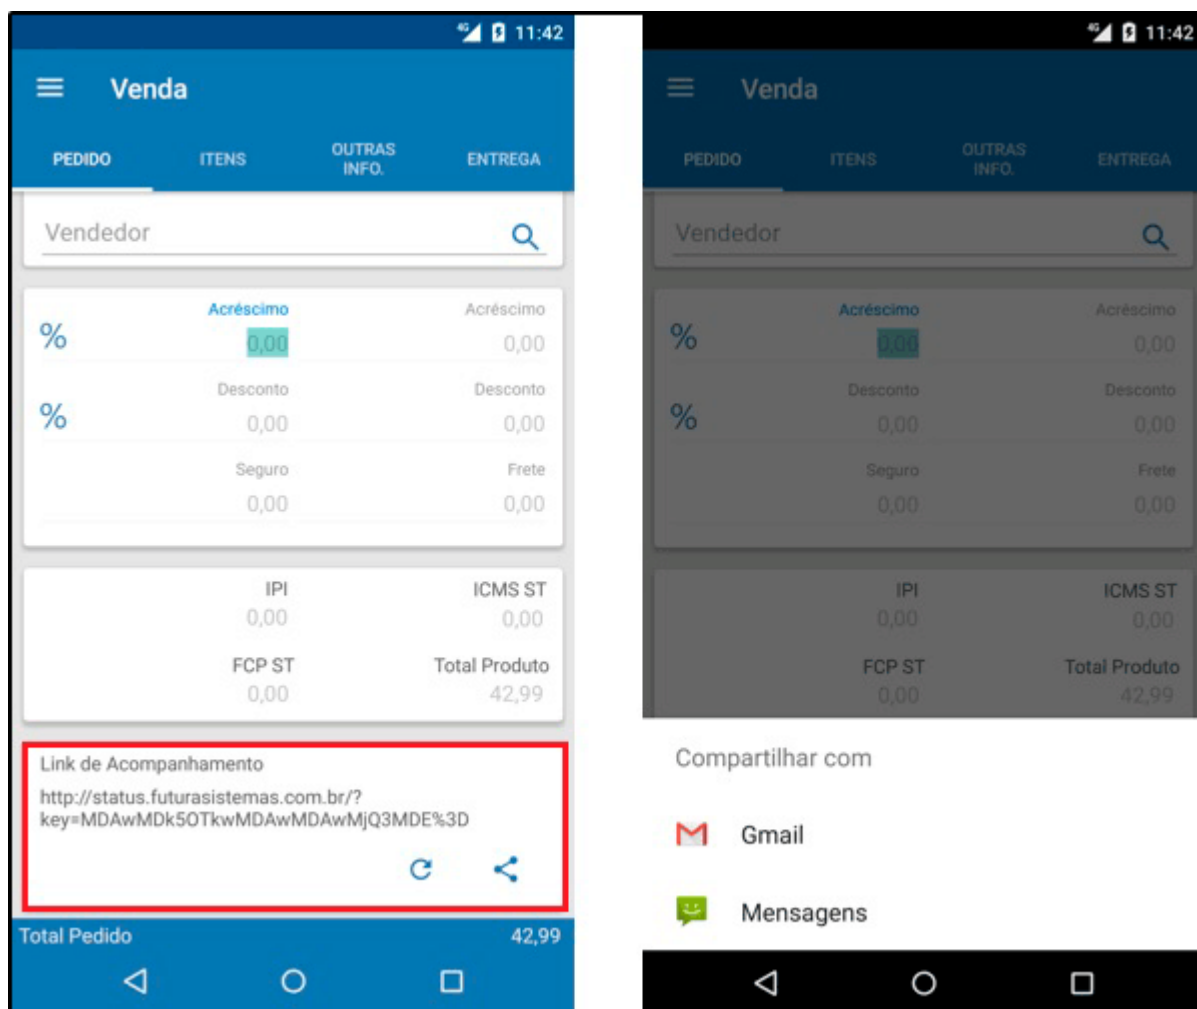 4G 11:42
Venda
PEDIDO ITENS OUTRAS INFO. ENTREGA
Vendedor
Acréscimo Acréscimo
% 0,00 0,00
Desconto Desconto
% 0,00 0,00
Seguro Frete
0,00 0,00
IPI ICMS ST
0,00 0,00
FCP ST Total Produto
0,00 42,99
Link de Acompanhamento
http://status.futurasistemas.com.br/?
key=MDAwMDk5OTkwMDAwMDAwMjQ3MDE%3D
Total Pedido 42,99
4G 11:42
Venda
PEDIDO ITENS OUTRAS INFO. ENTREGA
Vendedor
Acréscimo Acréscimo
% 0,00 0,00
Desconto Desconto
% 0,00 0,00
Seguro Frete
0,00 0,00
IPI ICMS ST
0,00 0,00
FCP ST Total Produto
0,00 42,99
Compartilhar com
Gmail
Mensagens